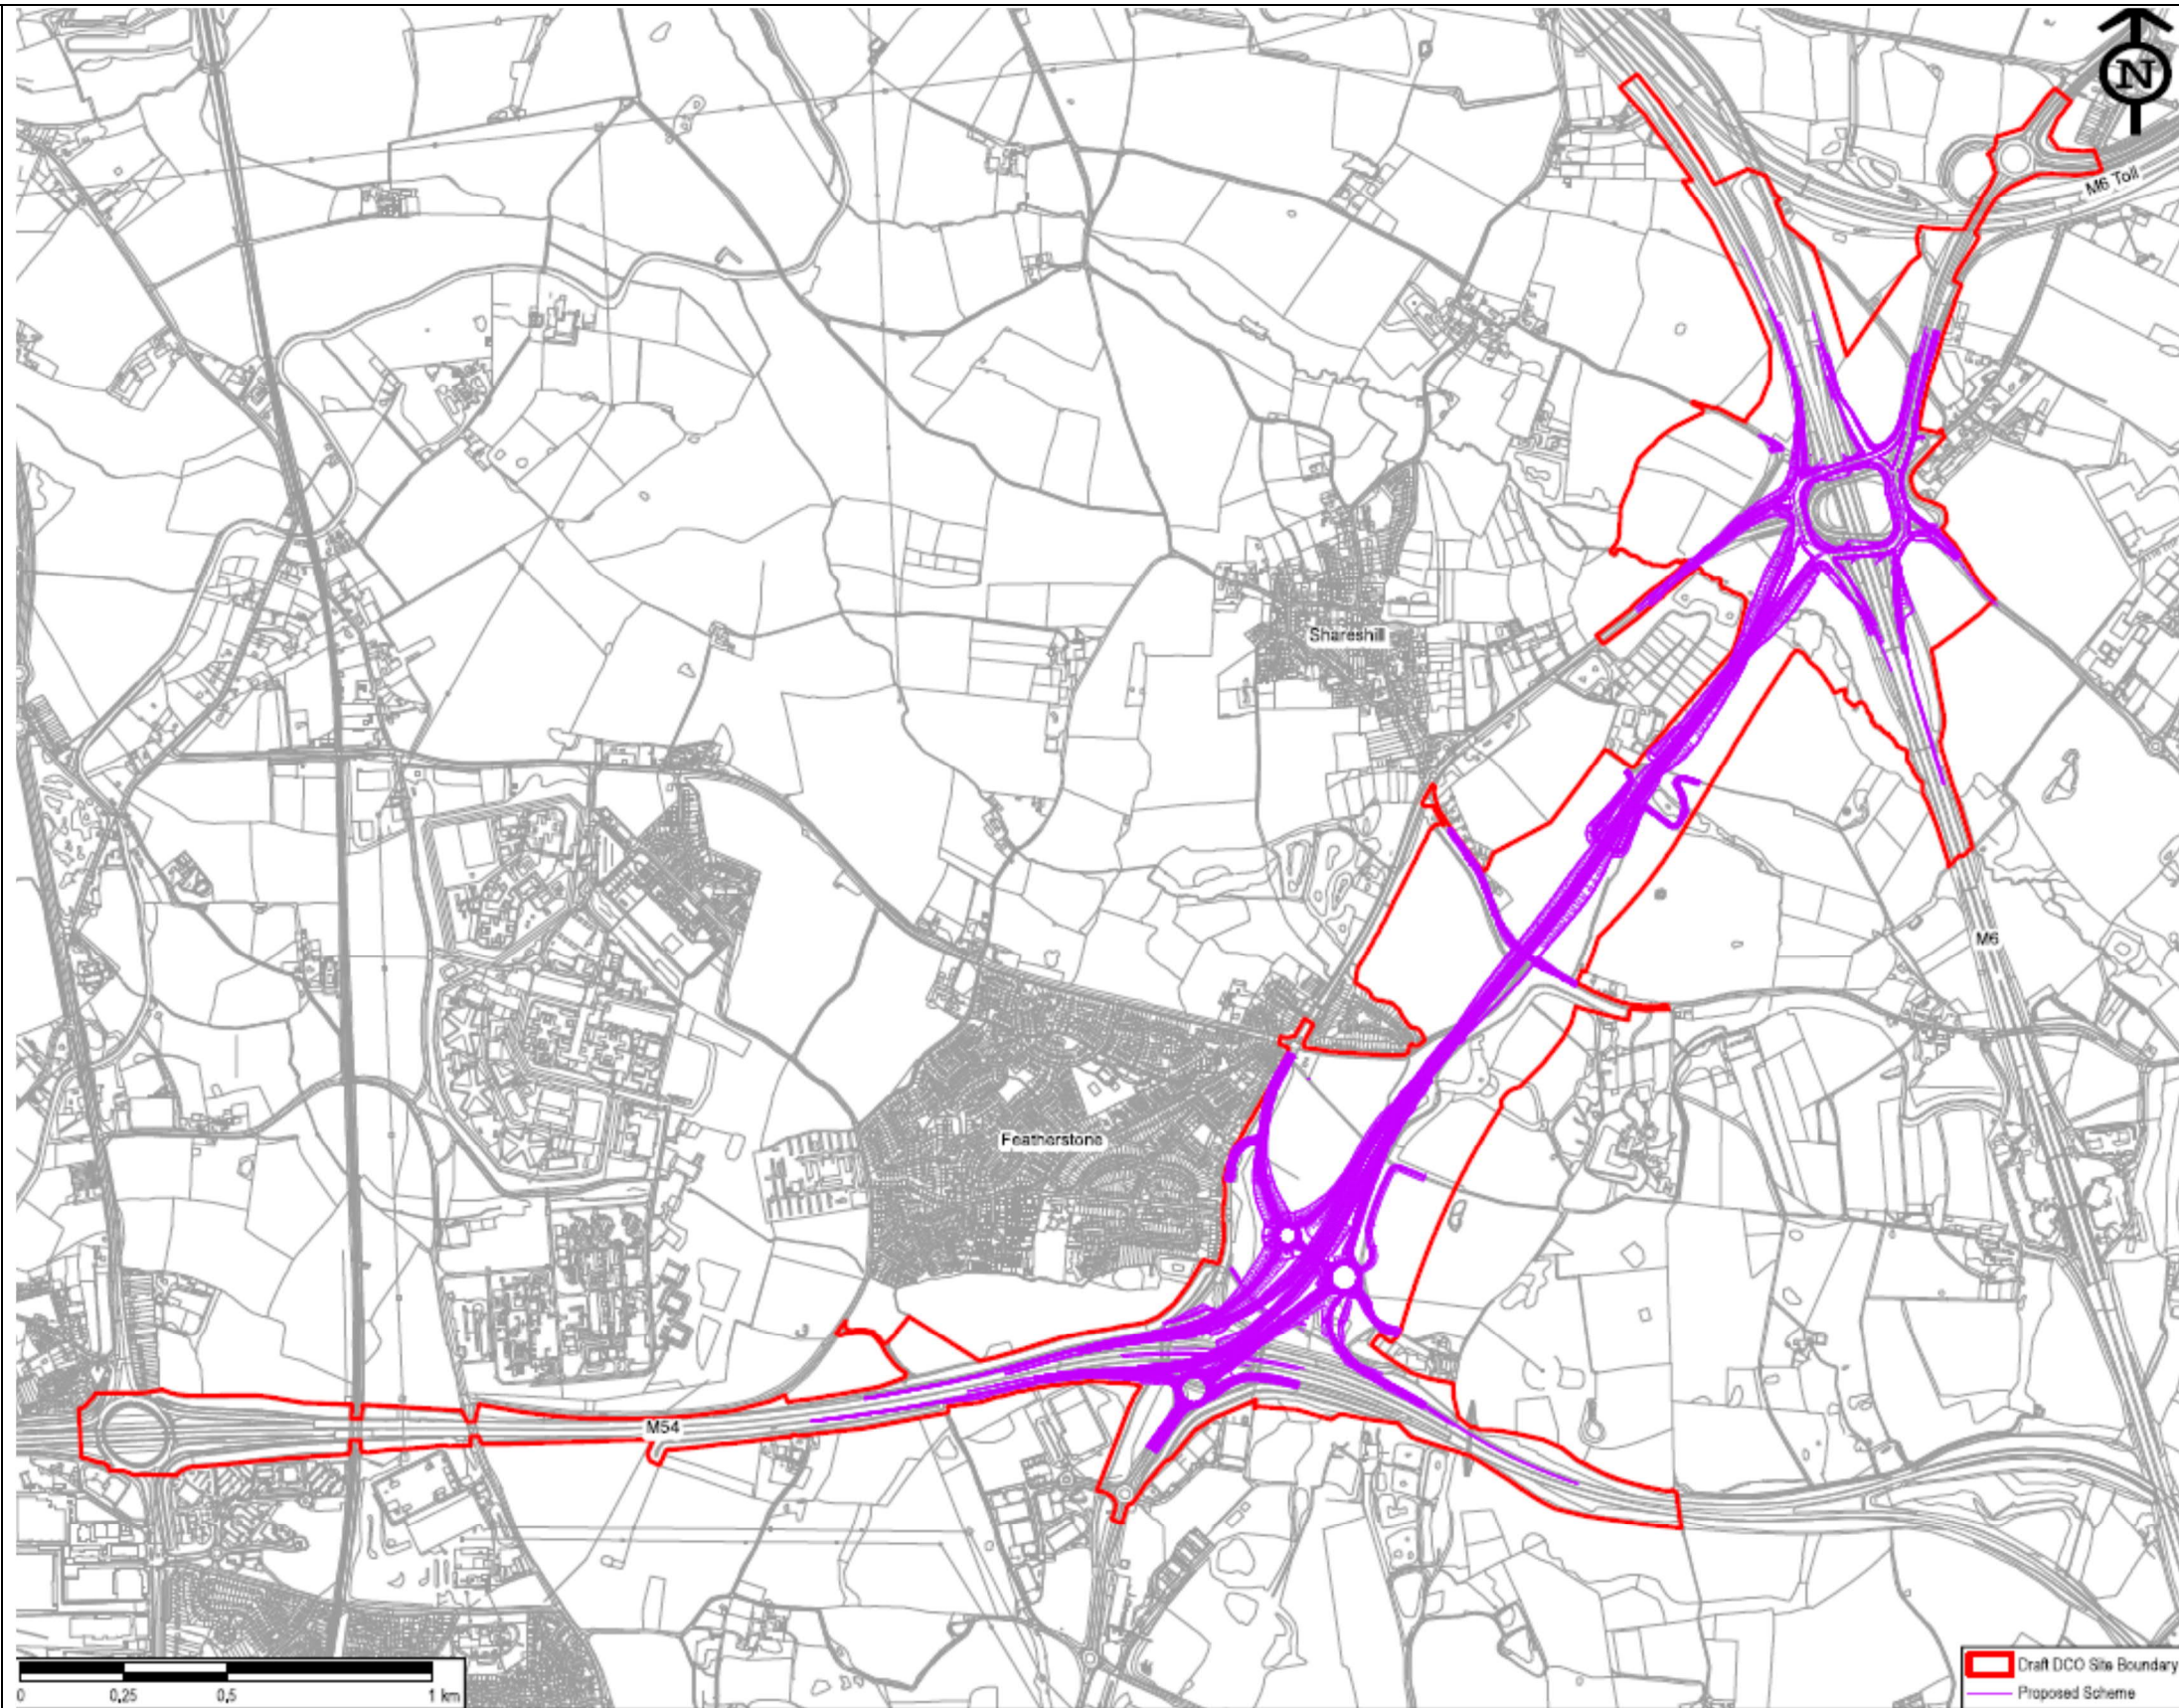 N
M6 Toll
Shareshill
M6
Featherstone
M54
0 0,25 0,5 1 km
Draft DCO Site Boundary
Proposed Scheme